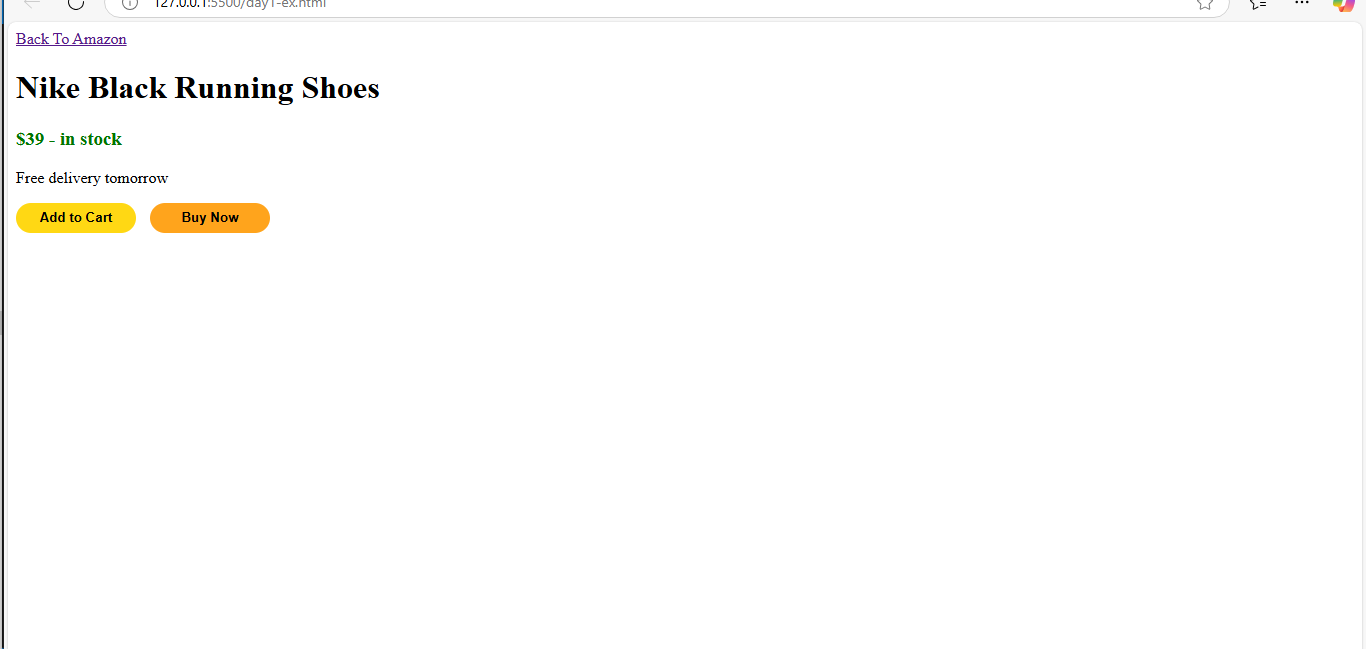 127.0.0.1:5500/day1-ex.html
Back To Amazon
Nike Black Running Shoes
$39 - in stock
Free delivery tomorrow
Add to Cart Buy Now